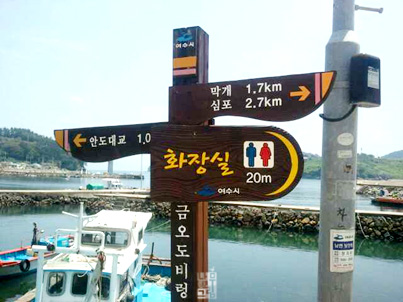 여수시
막개 1.7km
심포 2.7km
안도대교 1.0
화장실
20m
여수시
금오도비렁